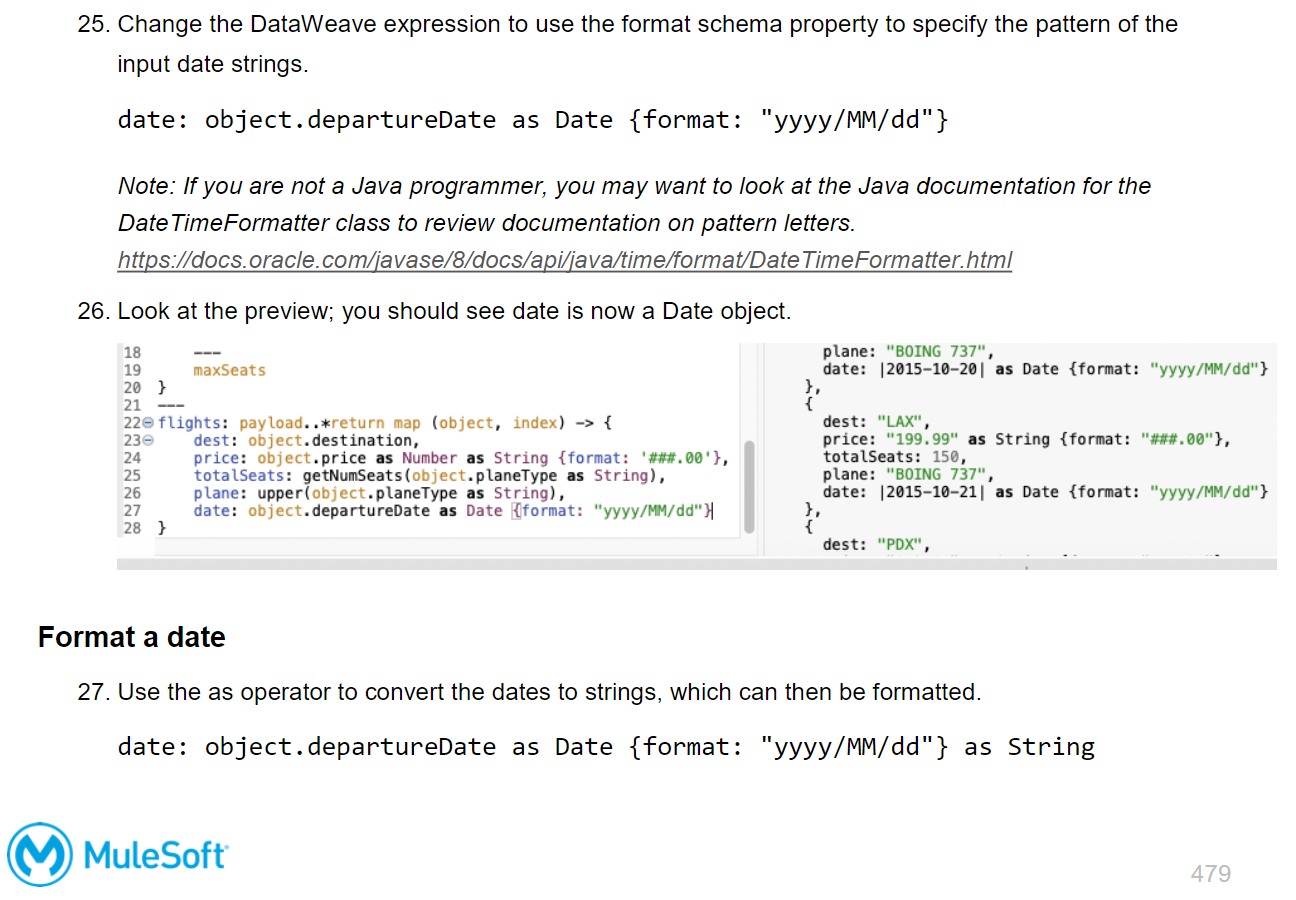 25. Change the DataWeave expression to use the format schema property to specify the pattern of the
input date strings.
date: object.departureDate as Date {format: "yyyy/MM/dd"}
Note: If you are not a Java programmer, you may want to look at the Java documentation for the
DateTimeFormatter class to review documentation on pattern letters.
https://docs.oracle.com/javase/8/docs/api/java/time/format/DateTimeFormatter.html
26. Look at the preview; you should see date is now a Date object.
18 ---
19 maxSeats
20 }
21 ---
22 flights: payload..*return map (object, index) -> {
23 dest: object.destination,
24 price: object.price as Number as String {format: '###.00'},
25 totalSeats: getNumSeats(object.planeType as String),
26 plane: upper(object.planeType as String),
27 date: object.departureDate as Date {format: "yyyy/MM/dd"}
28 }
plane: "BOING 737",
date: |2015-10-20| as Date {format: "yyyy/MM/dd"}
},
{
dest: "LAX",
price: "199.99" as String {format: "###.00"},
totalSeats: 150,
plane: "BOING 737",
date: |2015-10-21| as Date {format: "yyyy/MM/dd"}
},
{
dest: "PDX",
Format a date
27. Use the as operator to convert the dates to strings, which can then be formatted.
date: object.departureDate as Date {format: "yyyy/MM/dd"} as String
MuleSoft
479